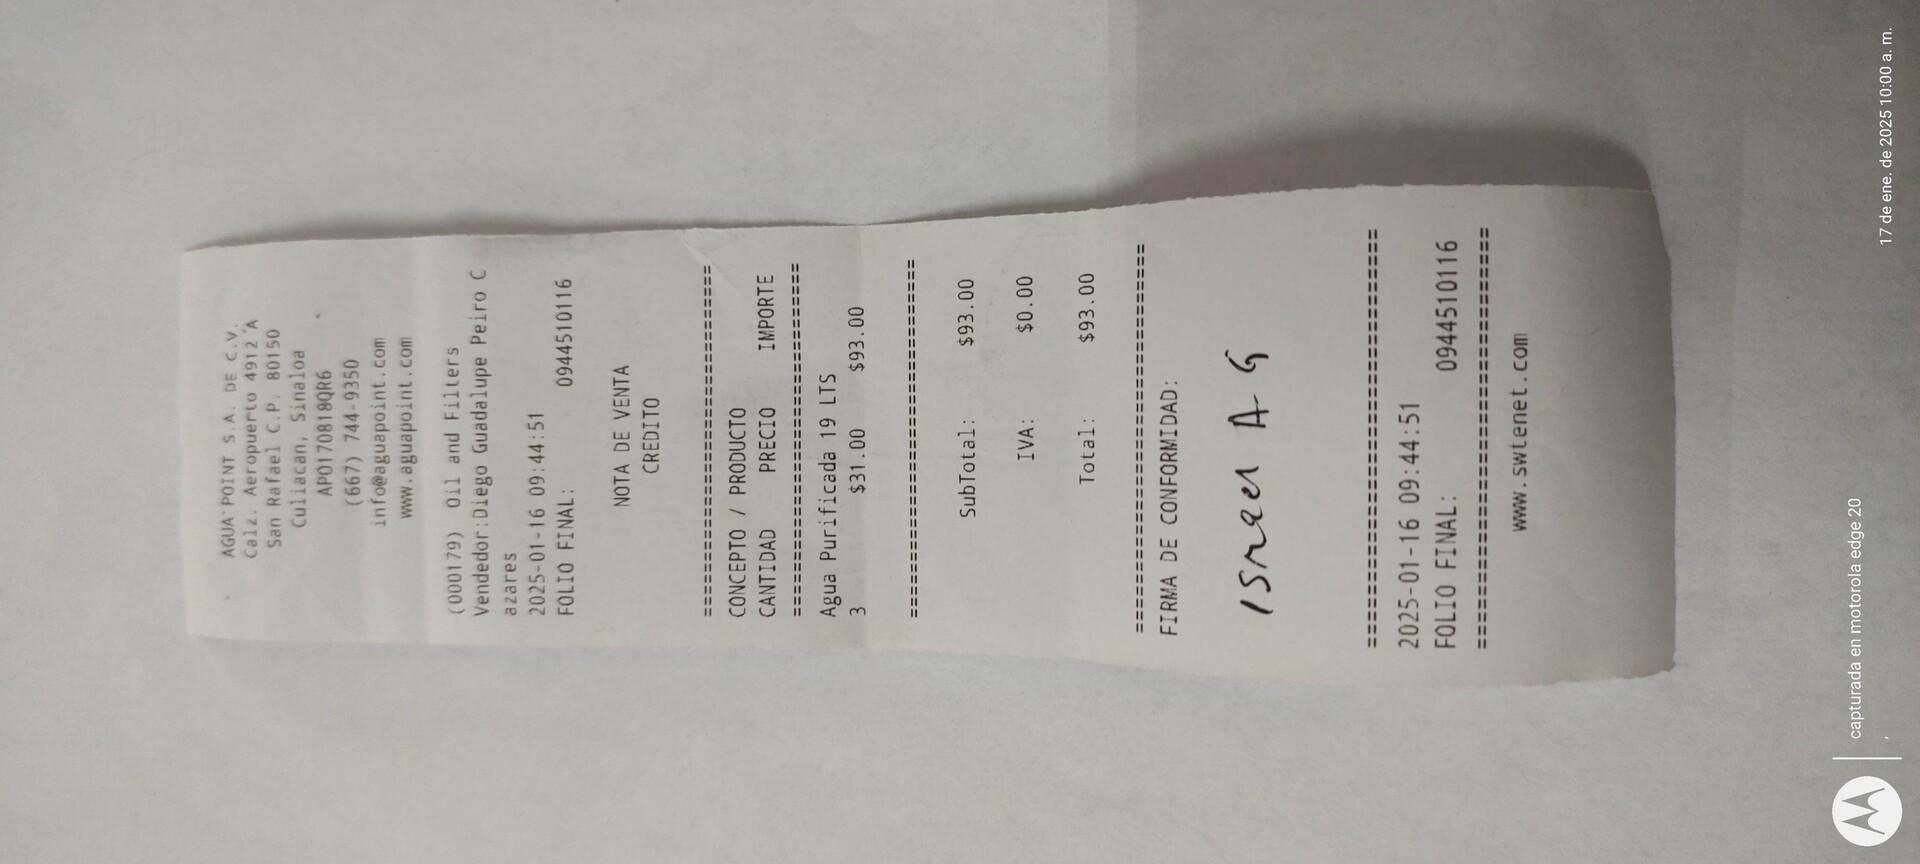 AGUA POINT S.A. DE C.V.
Calz. Aeropuerto 4912 A
San Rafael C.P. 80150
Culiacan, Sinaloa
APO170818QR6
(667) 744-9350
info@aguapoint.com
www.aguapoint.com
(000179) Oil and Filters
Vendedor:Diego Guadalupe Peiro C
azares
2025-01-16 09:44:51
FOLIO FINAL: 0944510116
NOTA DE VENTA
CREDITO
================================
CONCEPTO / PRODUCTO
CANTIDAD PRECIO IMPORTE
================================
Agua Purificada 19 LTS
3 $31.00 $93.00
================================
SubTotal: $93.00
IVA: $0.00
Total: $93.00
================================
FIRMA DE CONFORMIDAD:
Israel A G
================================
2025-01-16 09:44:51
FOLIO FINAL: 0944510116
================================
www.swtenet.com
capturada en motorola edge 20
,
17 de ene. de 2025 10:00 a. m.